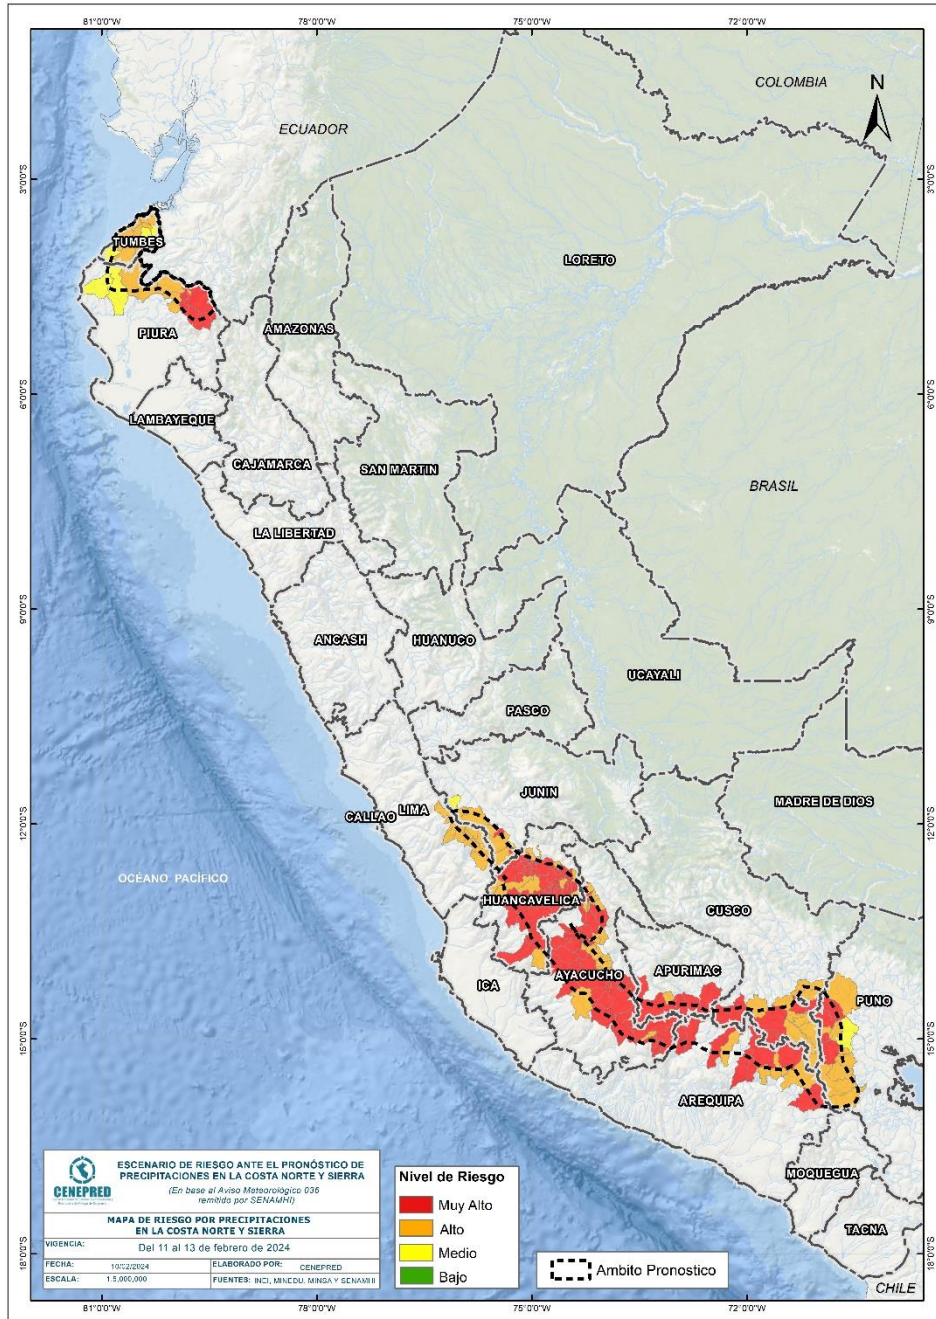 81°0'0"W 78°0'0"W 75°0'0"W 72°0'0"W
COLOMBIA
N
ECUADOR
3°0'0"S 3°0'0"S
TUMBES
LORETO
AMAZONAS
PIURA
6°0'0"S 6°0'0"S
LAMBAYEQUE
CAJAMARCA
SAN MARTIN
BRASIL
LA LIBERTAD
9°0'0"S 9°0'0"S
ANCASH
HUANUCO
UCAYALI
PASCO
JUNIN
MADRE DE DIOS
LIMA
CALLAO
12°0'0"S 12°0'0"S
OCÉANO PACÍFICO
HUANCAVELICA
CUSCO
AYACUCHO
APURIMAC
ICA
PUNO
15°0'0"S 15°0'0"S
AREQUIPA
MOQUEGUA
TACNA
18°0'0"S 18°0'0"S
CHILE
CENEPRED
ESCENARIO DE RIESGO ANTE EL PRONÓSTICO DE
PRECIPITACIONES EN LA COSTA NORTE Y SIERRA
(En base al Aviso Meteorológico 036
remitido por SENAMHI)
MAPA DE RIESGO POR PRECIPITACIONES
EN LA COSTA NORTE Y SIERRA
VIGENCIA: Del 11 al 13 de febrero de 2024
FECHA: 10/02/2024 ELABORADO POR: CENEPRED
ESCALA: 1:5,000,000 FUENTES: INEI, MINEDU, MINSA Y SENAMHI
Nivel de Riesgo
Muy Alto
Alto
Medio
Bajo
Ambito Pronostico
81°0'0"W 78°0'0"W 75°0'0"W 72°0'0"W